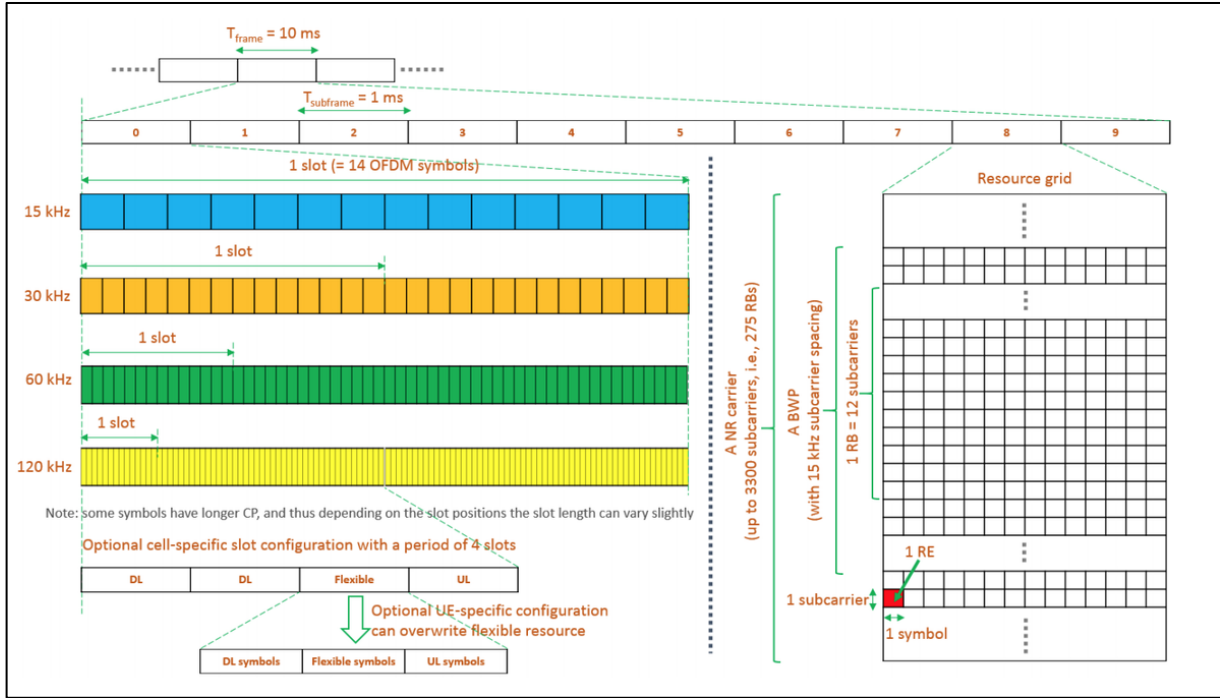 T_frame = 10 ms
T_subframe = 1 ms
0 1 2 3 4 5 6 7 8 9
1 slot (= 14 OFDM symbols)
Resource grid
15 kHz
1 slot
30 kHz
1 slot
60 kHz
1 slot
120 kHz
Note: some symbols have longer CP, and thus depending on the slot positions the slot length can vary slightly
Optional cell-specific slot configuration with a period of 4 slots
DL DL Flexible UL
Optional UE-specific configuration
can overwrite flexible resource
DL symbols Flexible symbols UL symbols
A NR carrier
(up to 3300 subcarriers, i.e., 275 RBs)
A BWP
(with 15 kHz subcarrier spacing)
1 RB = 12 subcarriers
1 RE
1 subcarrier
1 symbol